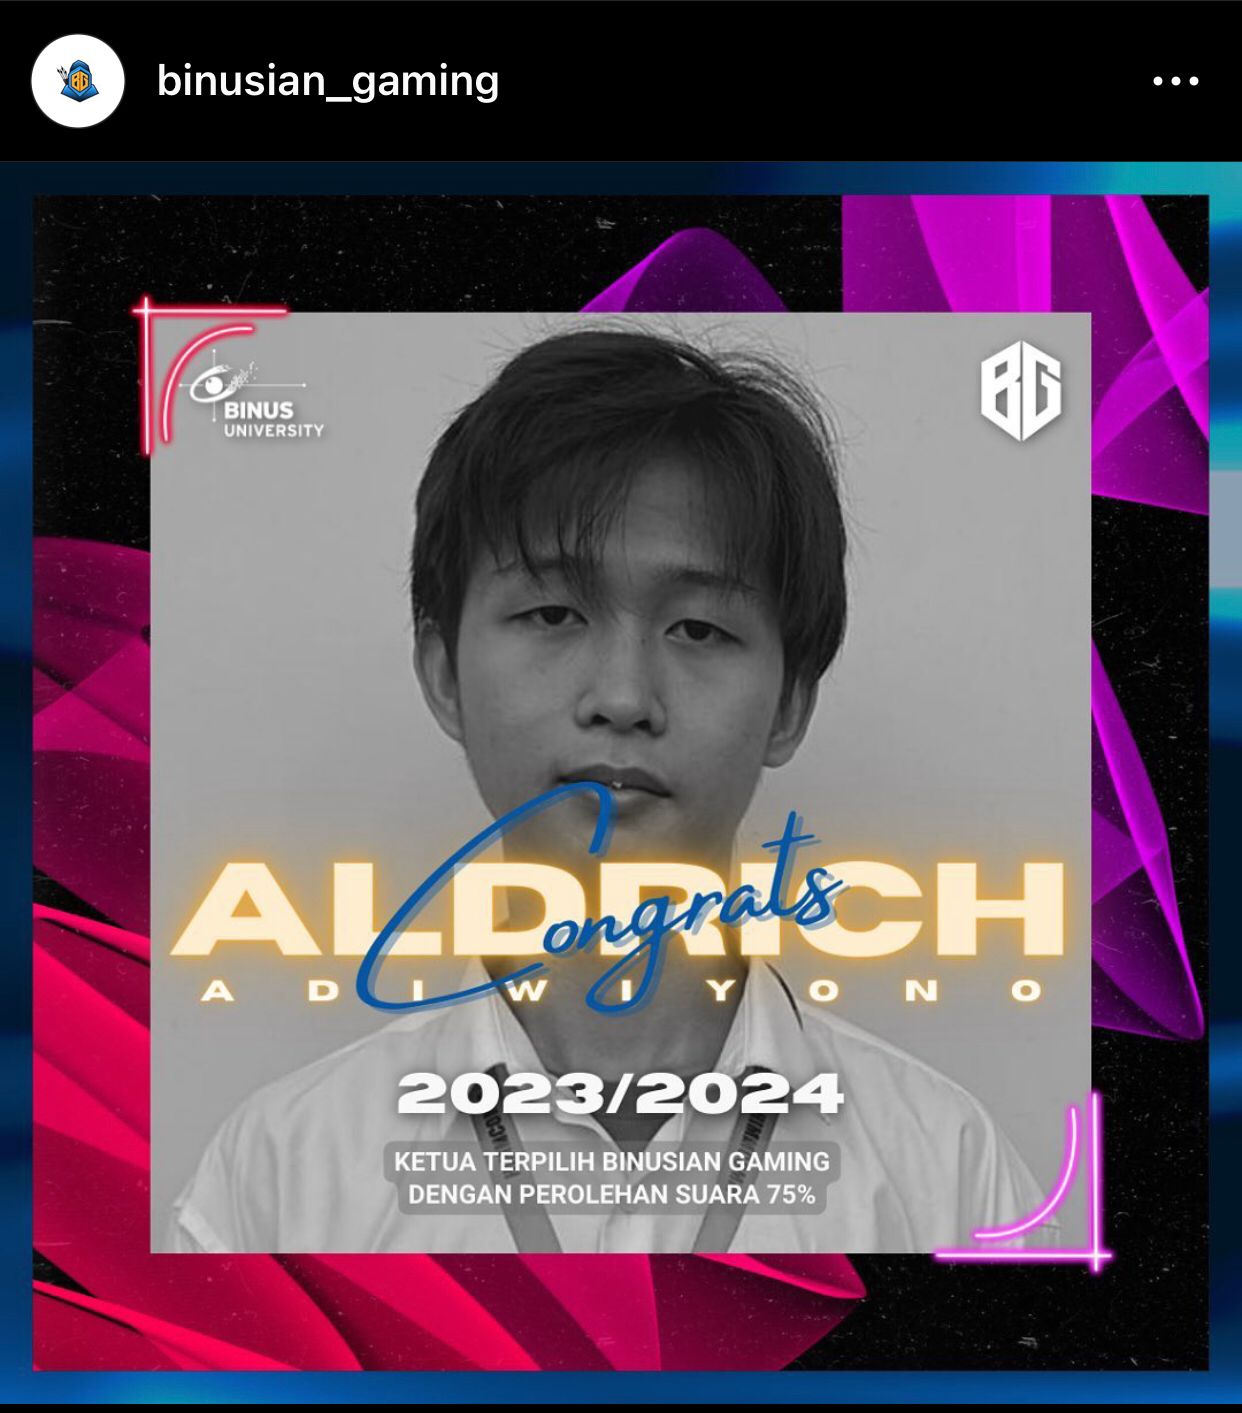 binusian_gaming
BINUS
UNIVERSITY
BG
ALDRICH
Congrats
ADIWIYONO
2023/2024
KETUA TERPILIH BINUSIAN GAMING
DENGAN PEROLEHAN SUARA 75%